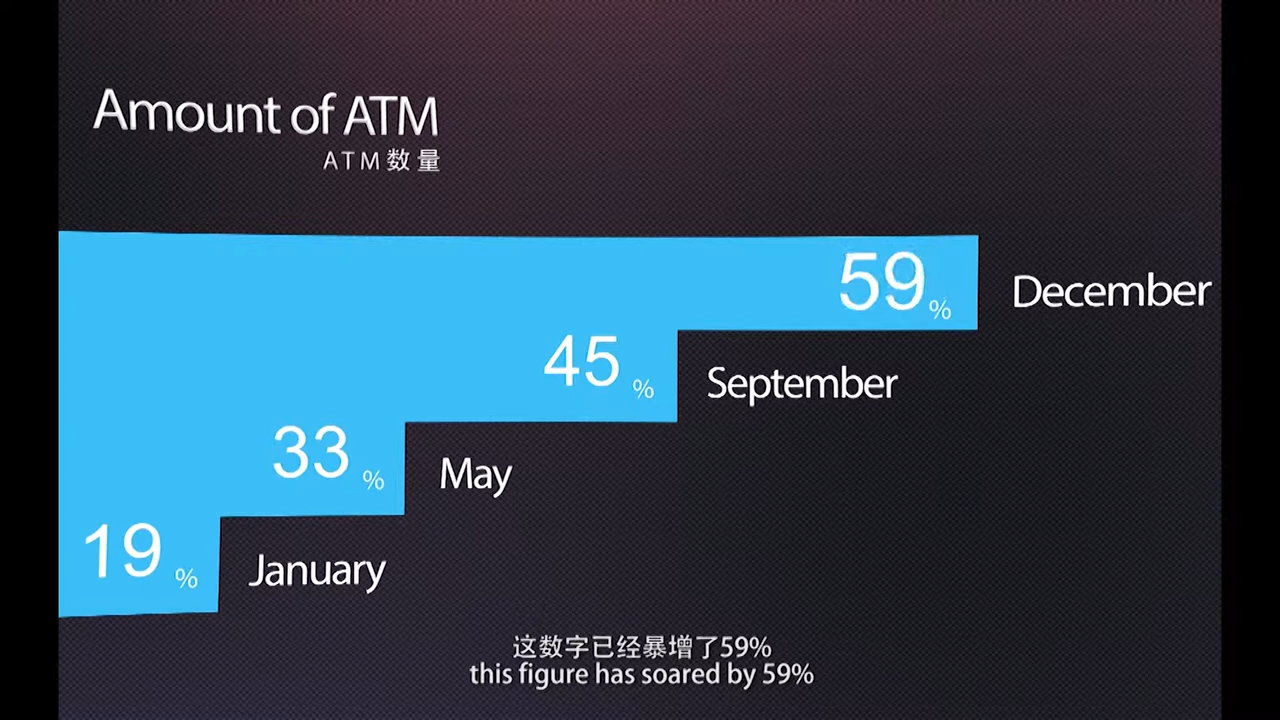 Amount of ATM
ATM数量
59%
December
45%
September
33%
May
19%
January
这数字已经暴增了59%
this figure has soared by 59%